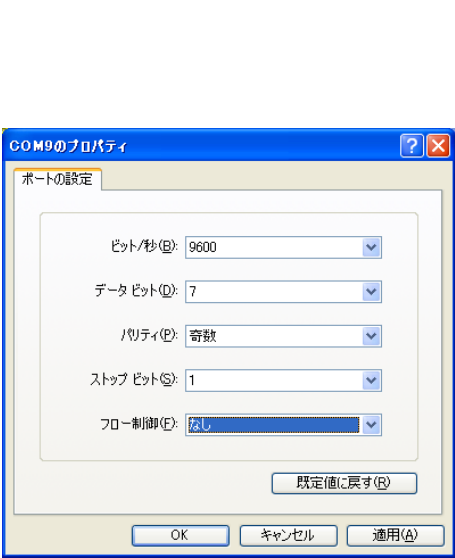 COM9のプロパティ
ポートの設定
ビット/秒(B): 9600
データ ビット(D): 7
パリティ(P): 奇数
ストップ ビット(S): 1
フロー制御(F): なし
既定値に戻す(R)
OK キャンセル 適用(A)